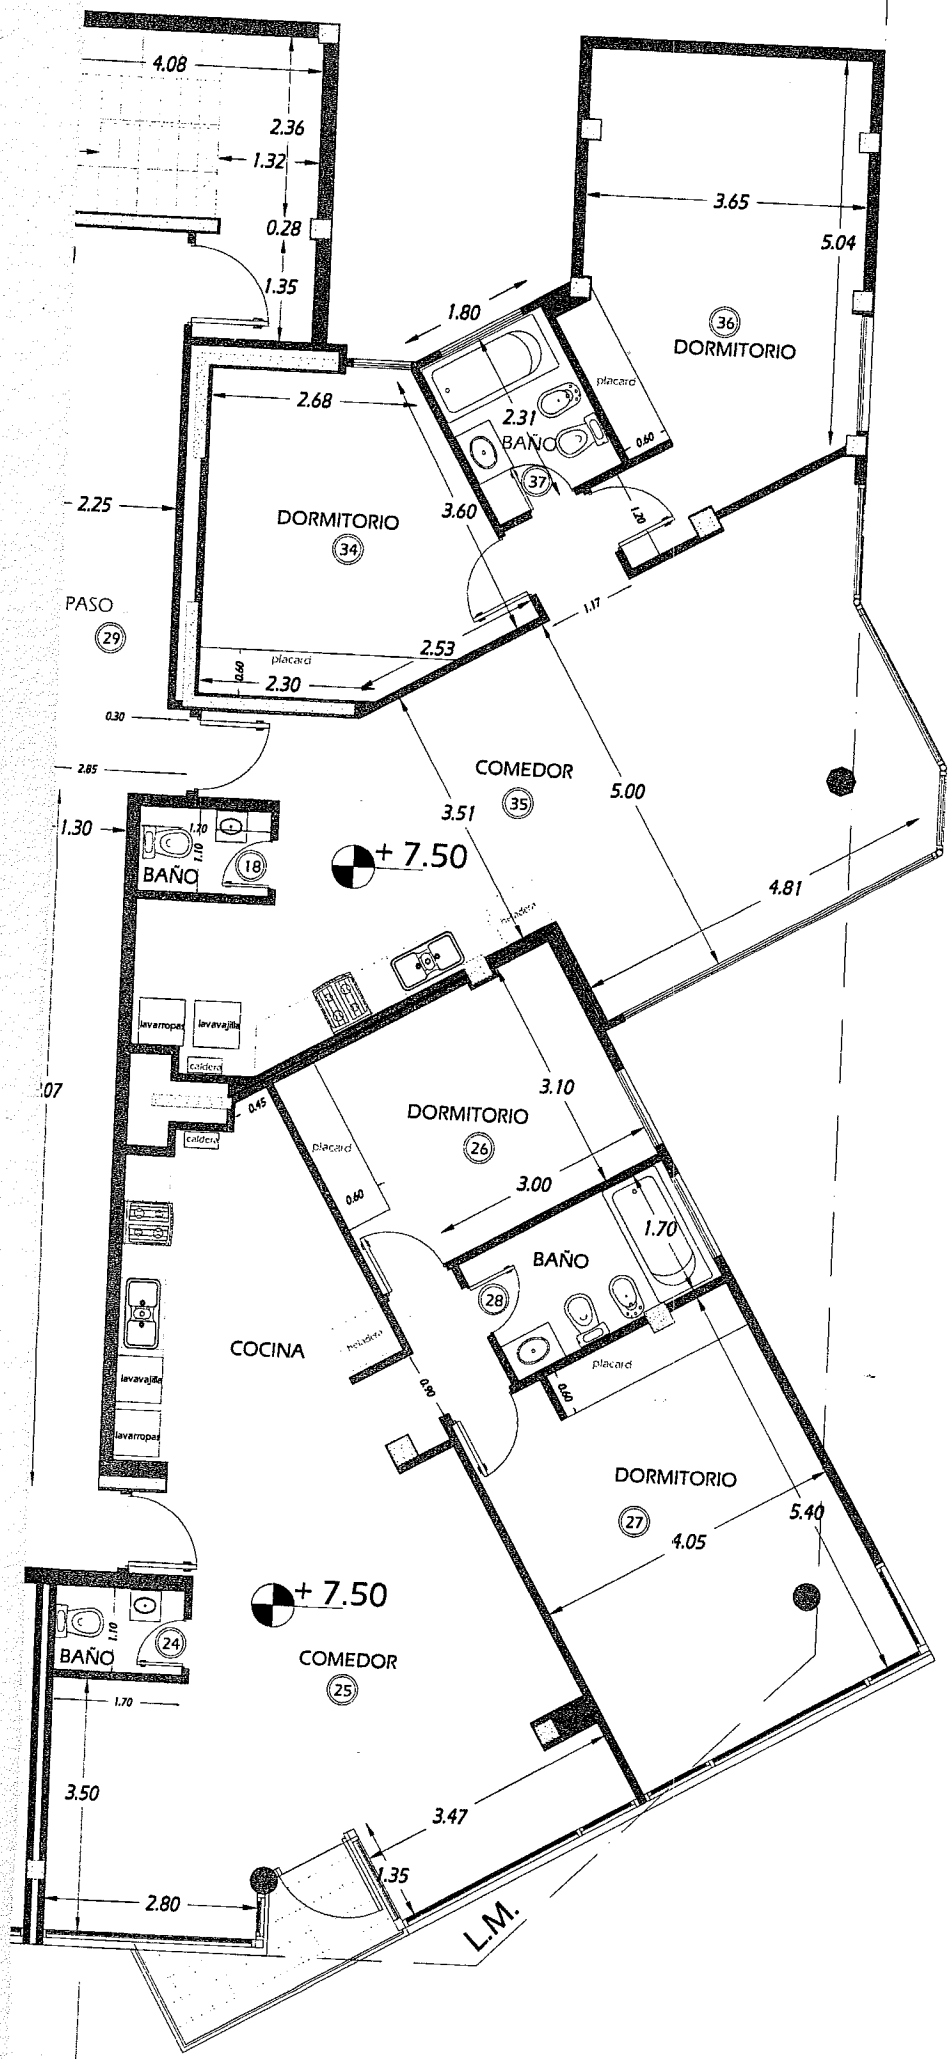 4.08
2.36
1.32
0.28
1.35
3.65
5.04
1.80
36
DORMITORIO
placard
0.60
2.68
2.31
BAÑO
37
3.60
1.20
2.25
DORMITORIO
34
PASO
29
1.17
2.53
placard
0.60
2.30
0.30
2.85
COMEDOR
35
5.00
3.51
1.30
1.70
1.10
BAÑO
18
+ 7.50
4.81
heladera
lavarropas
lavavajilla
caldera
.07
0.45
caldera
3.10
DORMITORIO
26
placard
0.60
3.00
1.70
BAÑO
28
COCINA
heladera
placard
0.60
0.90
lavavajilla
lavarropas
DORMITORIO
27
5.40
4.05
+ 7.50
1.10
BAÑO
24
COMEDOR
25
1.70
3.50
3.47
1.35
2.80
L.M.